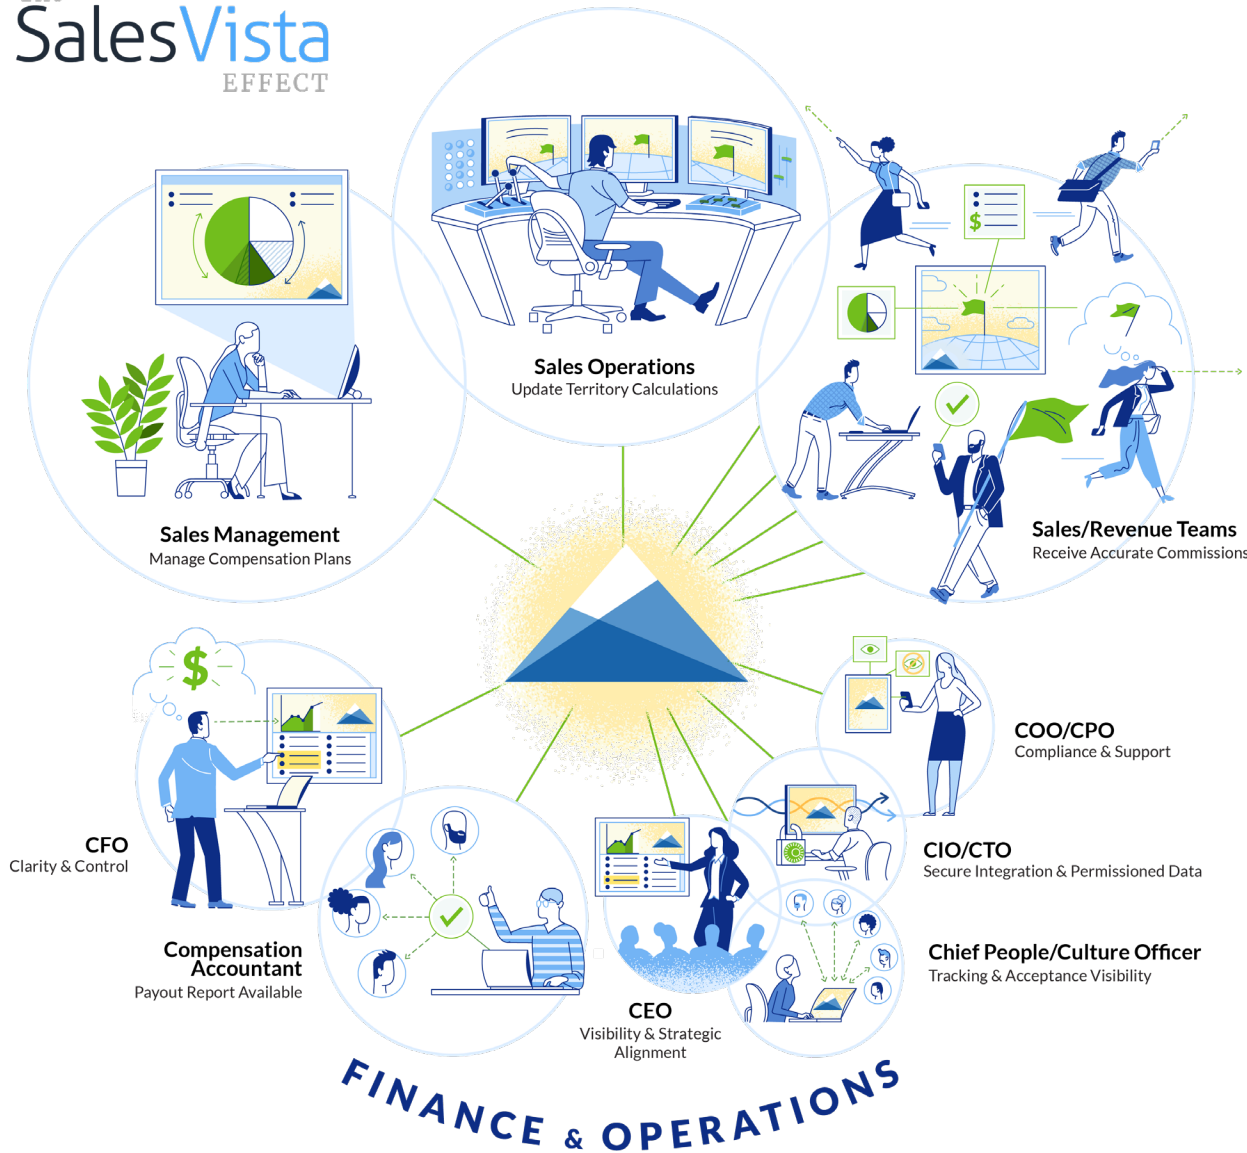 SalesVista
EFFECT
Sales Operations
Update Territory Calculations
Sales Management
Manage Compensation Plans
$
Sales/Revenue Teams
Receive Accurate Commissions
$
COO/CPO
Compliance & Support
CFO
Clarity & Control
CIO/CTO
Secure Integration & Permissioned Data
Compensation
Accountant
Payout Report Available
Chief People/Culture Officer
Tracking & Acceptance Visibility
CEO
Visibility & Strategic
Alignment
FINANCE & OPERATIONS